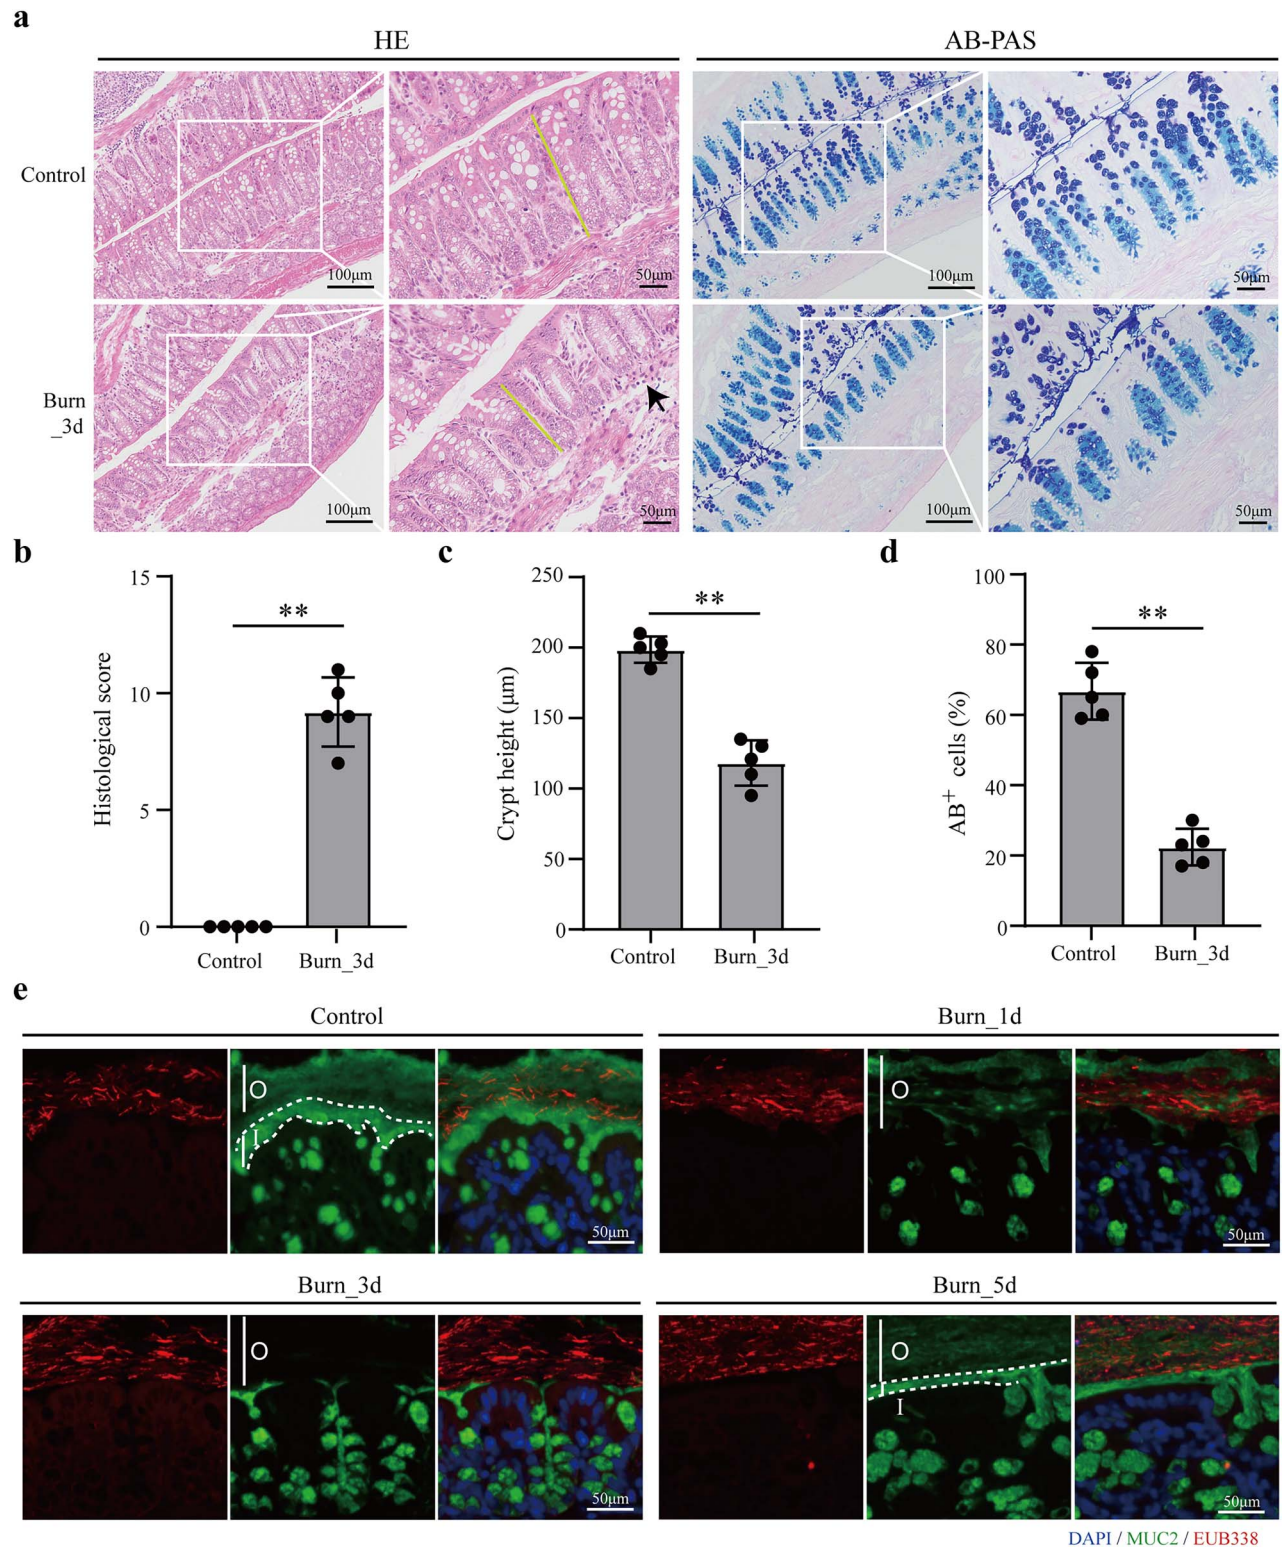 a
HE
AB-PAS
Control
100µm
50µm
100µm
50µm
Burn
_3d
100µm
50µm
100µm
50µm
b
15
10
5
0
Histological score
**
Control
Burn_3d
c
250
200
150
100
50
0
Crypt height (µm)
**
Control
Burn_3d
d
100
80
60
40
20
0
AB+ cells (%)
**
Control
Burn_3d
e
Control
Burn_1d
O
I
50µm
O
50µm
Burn_3d
Burn_5d
O
50µm
O
I
50µm
DAPI / MUC2 / EUB338